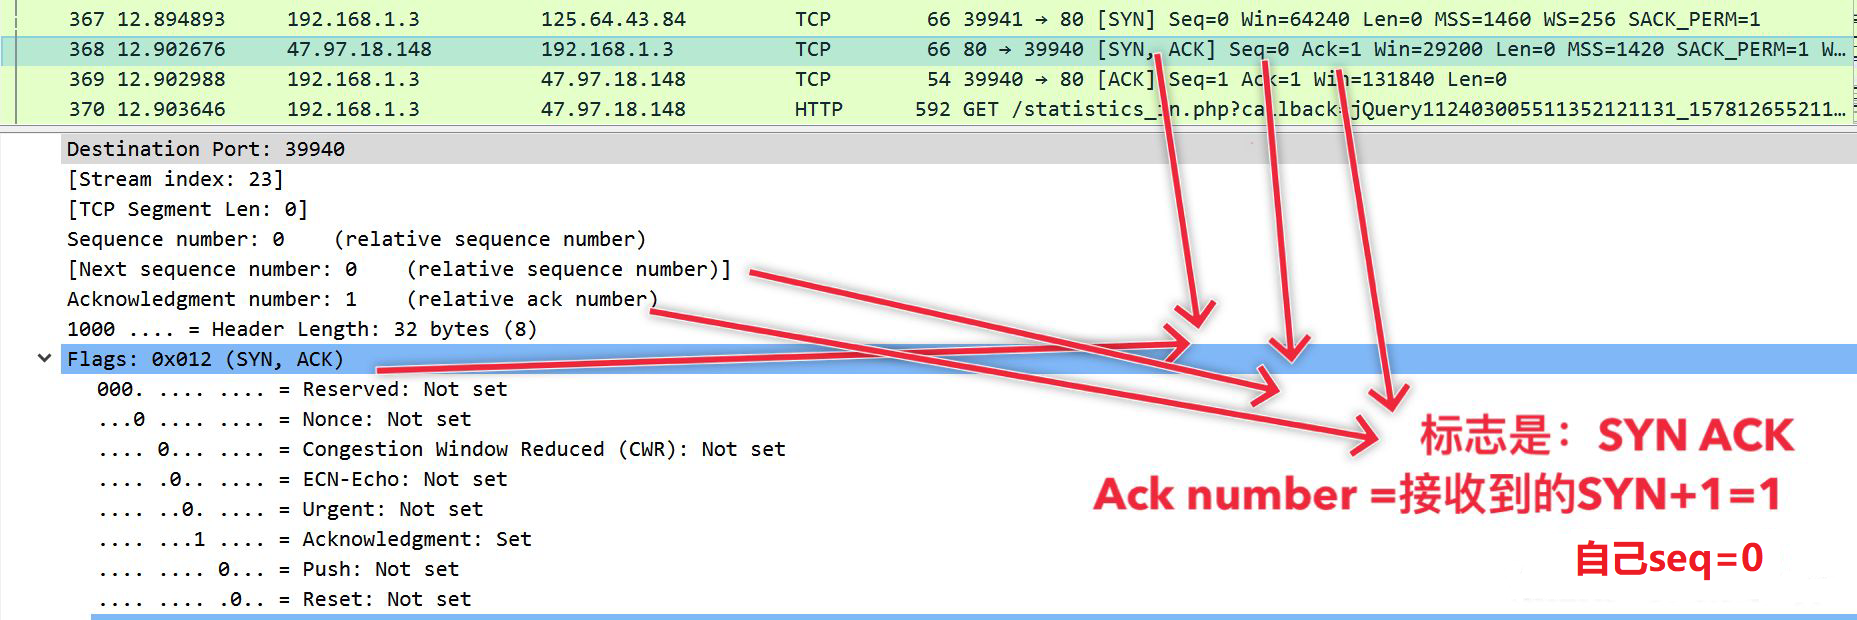 367 12.894893 192.168.1.3 125.64.43.84 TCP 66 39941 → 80 [SYN] Seq=0 Win=64240 Len=0 MSS=1460 WS=256 SACK_PERM=1
368 12.902676 47.97.18.148 192.168.1.3 TCP 66 80 → 39940 [SYN, ACK] Seq=0 Ack=1 Win=29200 Len=0 MSS=1420 SACK_PERM=1 W…
369 12.902988 192.168.1.3 47.97.18.148 TCP 54 39940 → 80 [ACK] Seq=1 Ack=1 Win=131840 Len=0
370 12.903646 192.168.1.3 47.97.18.148 HTTP 592 GET /statistics_in.php?callback=jQuery112403005511352121131_157812655211…
Destination Port: 39940
[Stream index: 23]
[TCP Segment Len: 0]
Sequence number: 0 (relative sequence number)
[Next sequence number: 0 (relative sequence number)]
Acknowledgment number: 1 (relative ack number)
1000 .... = Header Length: 32 bytes (8)
Flags: 0x012 (SYN, ACK)
000. .... .... = Reserved: Not set
...0 .... .... = Nonce: Not set
.... 0... .... = Congestion Window Reduced (CWR): Not set
.... .0.. .... = ECN-Echo: Not set
.... ..0. .... = Urgent: Not set
.... ...1 .... = Acknowledgment: Set
.... .... 0... = Push: Not set
.... .... .0.. = Reset: Not set
标志是：SYN ACK
Ack number =接收到的SYN+1=1
自己seq=0